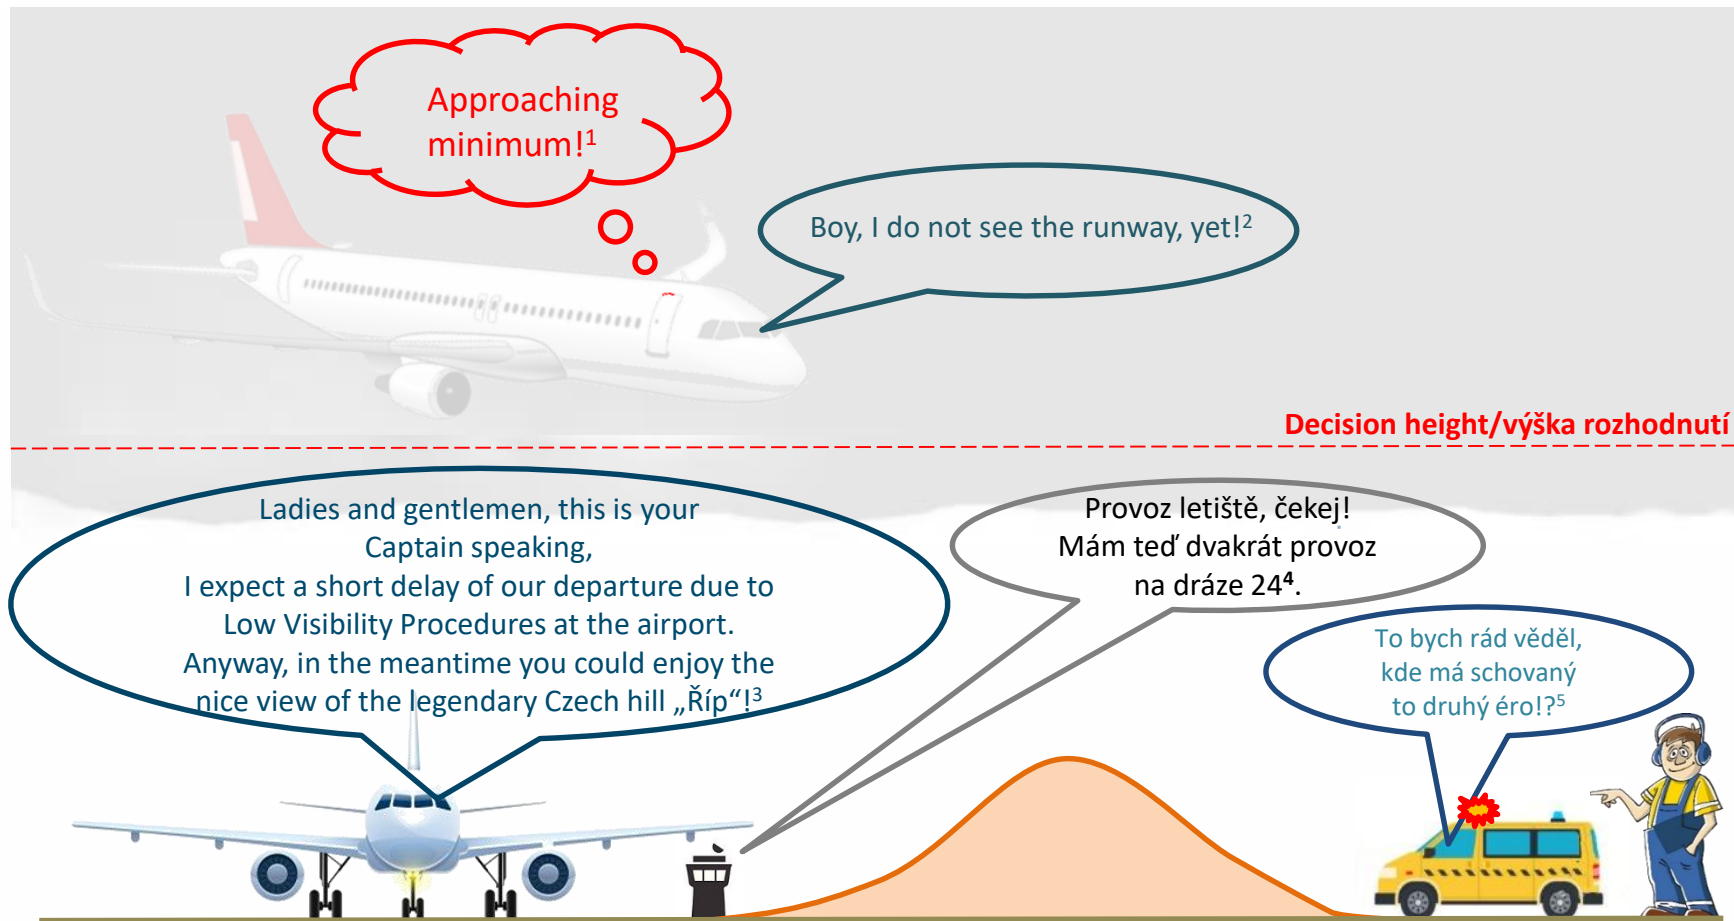 Approaching
minimum!¹
Boy, I do not see the runway, yet!²
Decision height/výška rozhodnutí
Ladies and gentlemen, this is your
Captain speaking,
I expect a short delay of our departure due to
Low Visibility Procedures at the airport.
Anyway, in the meantime you could enjoy the
nice view of the legendary Czech hill „Říp“!³
Provoz letiště, čekej!
Mám teď dvakrát provoz
na dráze 24⁴.
To bych rád věděl,
kde má schovaný
to druhý éro!?⁵